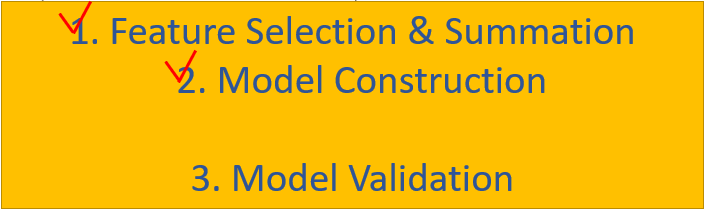 1. Feature Selection & Summation
2. Model Construction
3. Model Validation